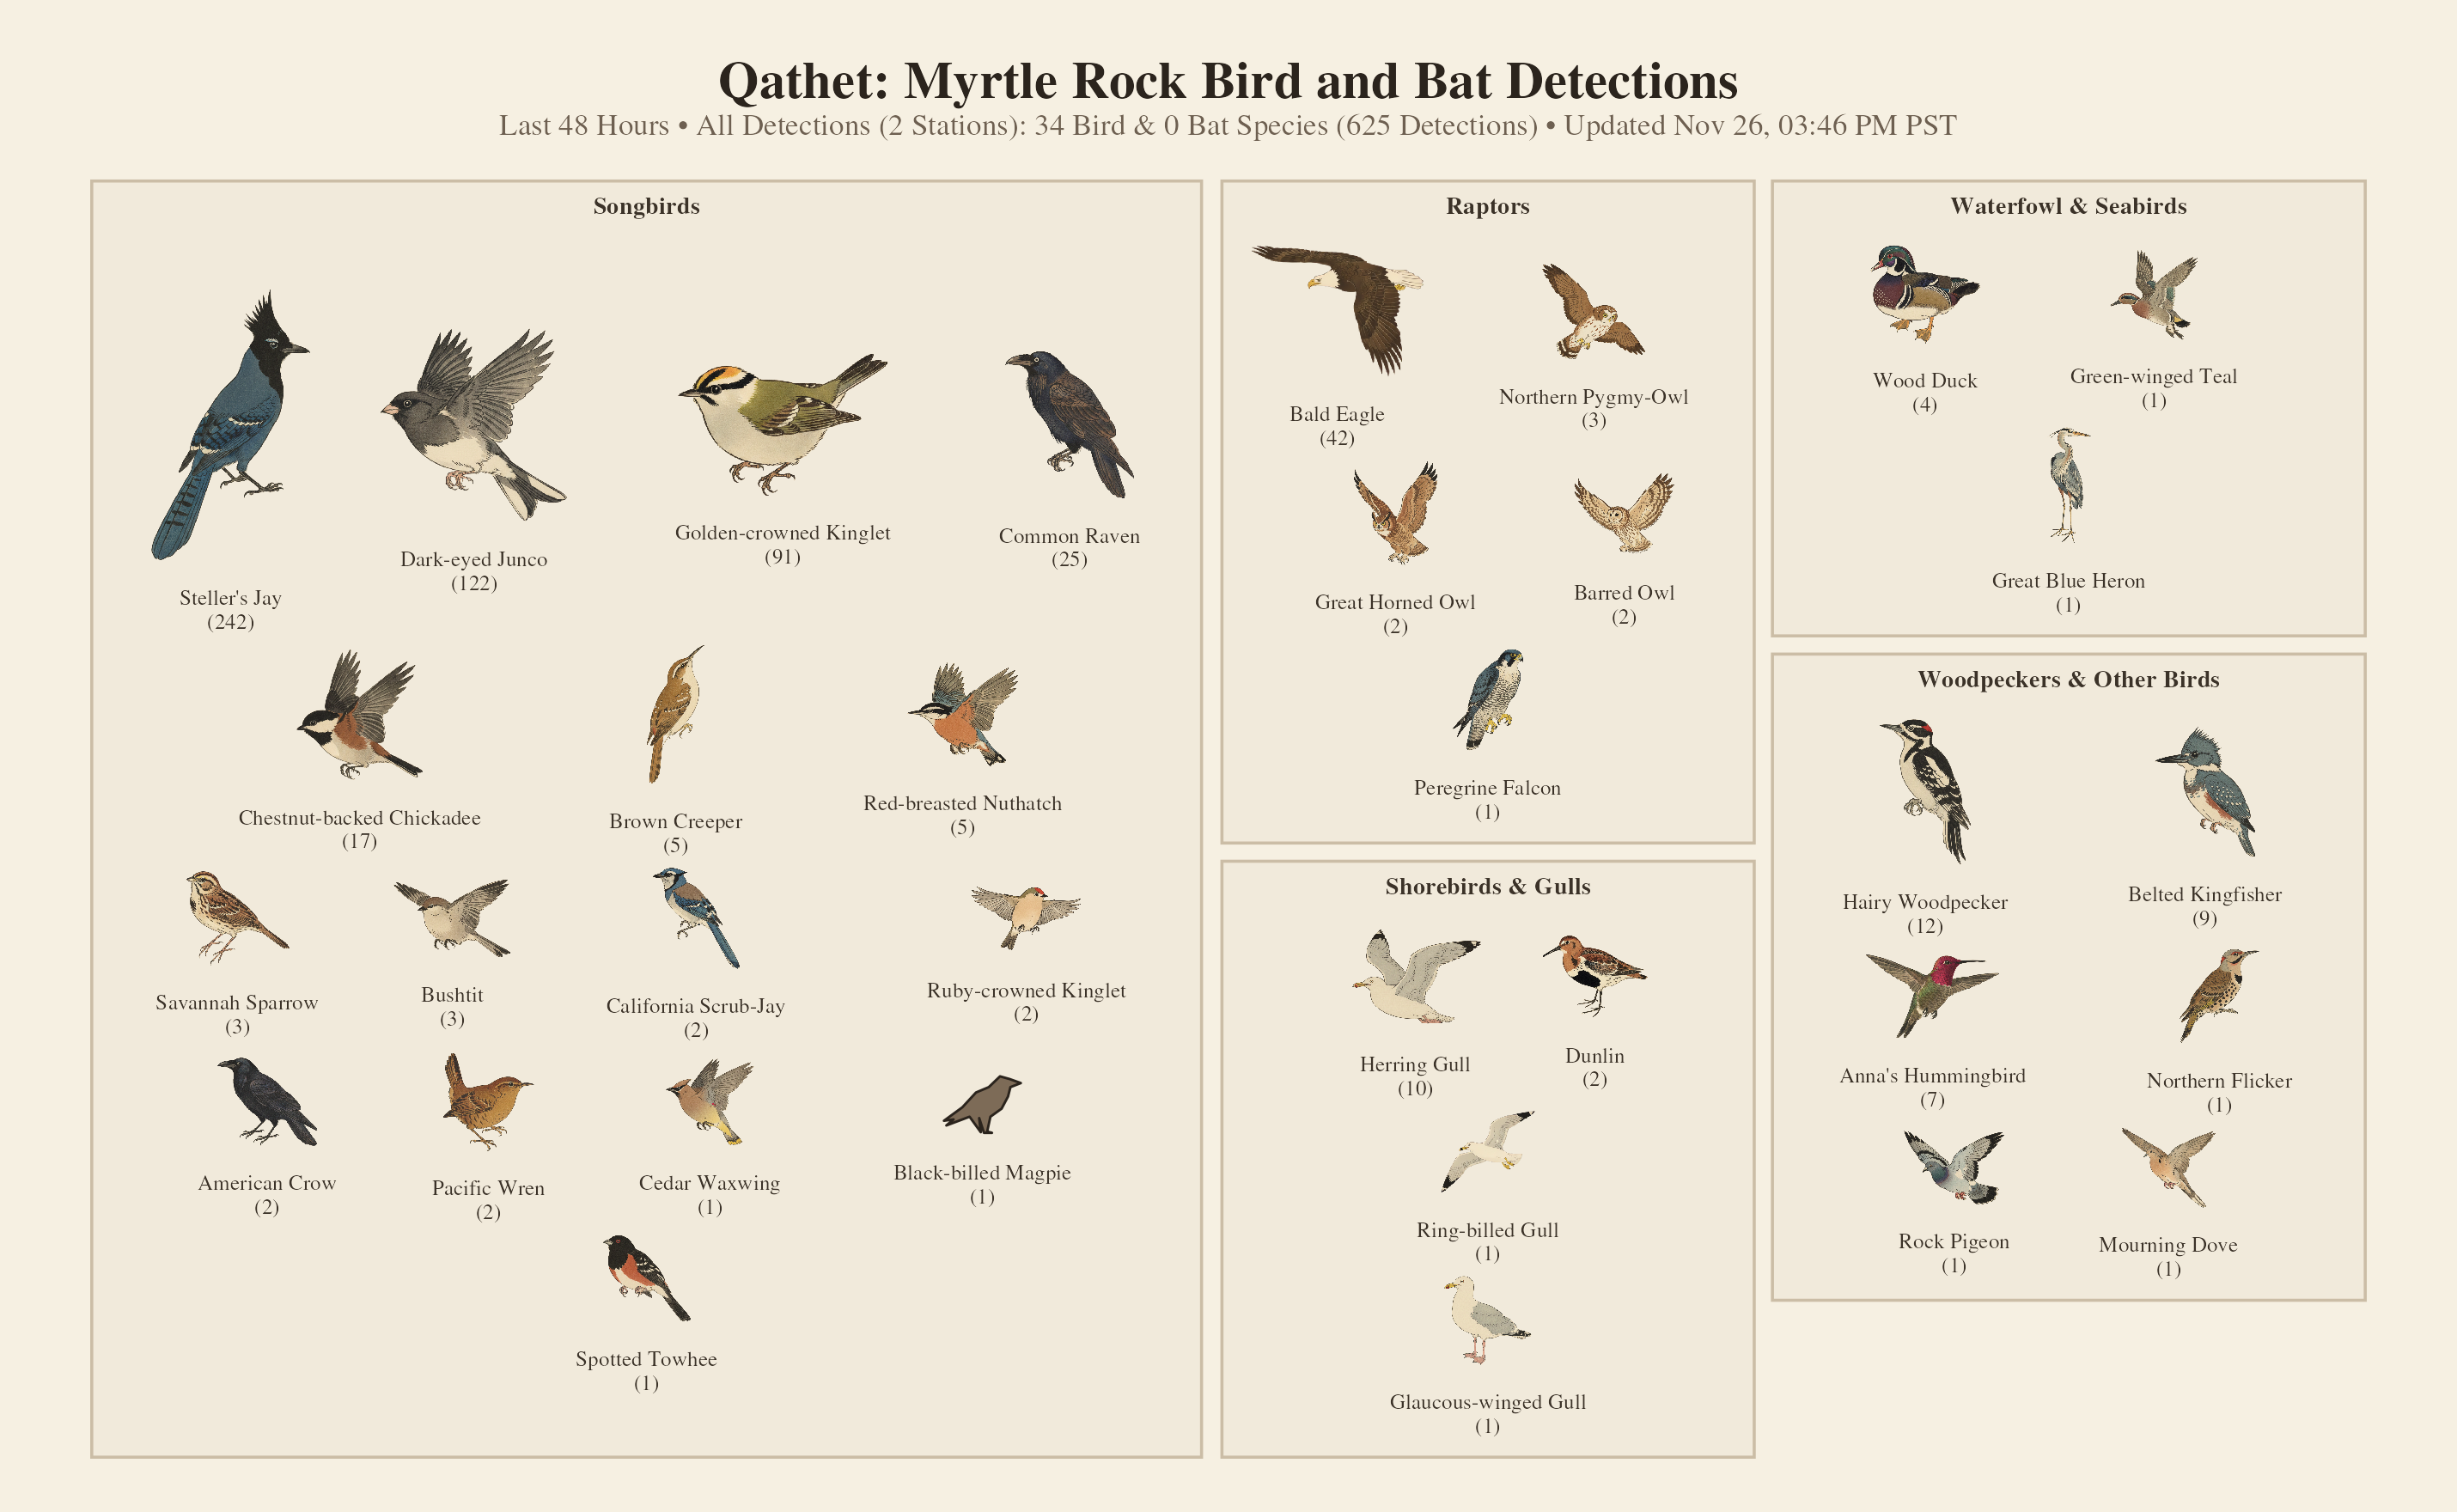 Qathet: Myrtle Rock Bird and Bat Detections
Last 48 Hours • All Detections (2 Stations): 34 Bird & 0 Bat Species (625 Detections) • Updated Nov 26, 03:46 PM PST
Songbirds
Steller's Jay
(242)
Dark-eyed Junco
(122)
Golden-crowned Kinglet
(91)
Common Raven
(25)
Chestnut-backed Chickadee
(17)
Brown Creeper
(5)
Red-breasted Nuthatch
(5)
Savannah Sparrow
(3)
Bushtit
(3)
California Scrub-Jay
(2)
Ruby-crowned Kinglet
(2)
American Crow
(2)
Pacific Wren
(2)
Cedar Waxwing
(1)
Black-billed Magpie
(1)
Spotted Towhee
(1)
Raptors
Bald Eagle
(42)
Northern Pygmy-Owl
(3)
Great Horned Owl
(2)
Barred Owl
(2)
Peregrine Falcon
(1)
Shorebirds & Gulls
Herring Gull
(10)
Dunlin
(2)
Ring-billed Gull
(1)
Glaucous-winged Gull
(1)
Waterfowl & Seabirds
Wood Duck
(4)
Green-winged Teal
(1)
Great Blue Heron
(1)
Woodpeckers & Other Birds
Hairy Woodpecker
(12)
Belted Kingfisher
(9)
Anna's Hummingbird
(7)
Northern Flicker
(1)
Rock Pigeon
(1)
Mourning Dove
(1)